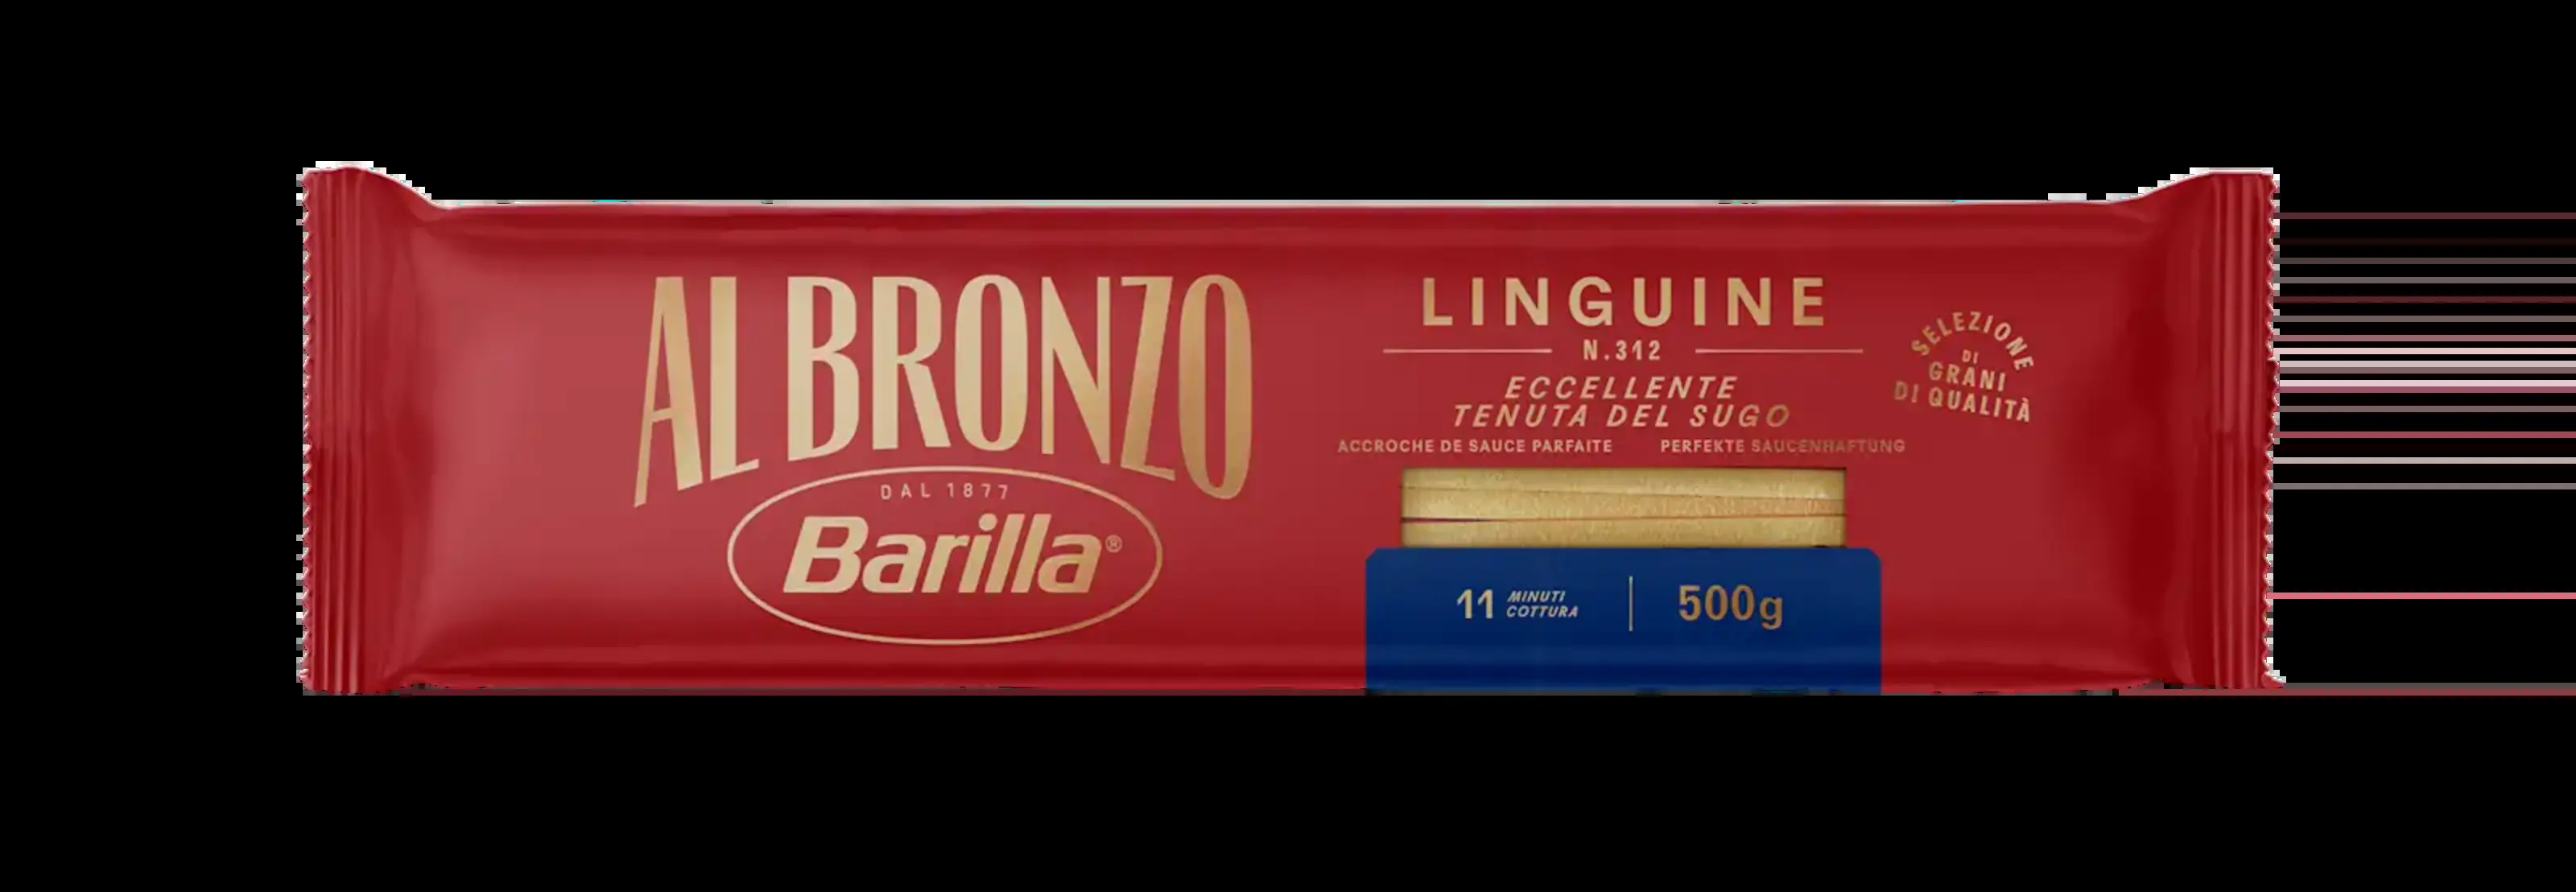 AL BRONZO
DAL 1877
Barilla®
LINGUINE
N.312
ECCELLENTE
TENUTA DEL SUGO
ACCROCHE DE SAUCE PARFAITE PERFEKTE SAUCENHAFTUNG
SELEZIONE
DI
GRANI
DI QUALITÀ
11 MINUTI
COTTURA
500g